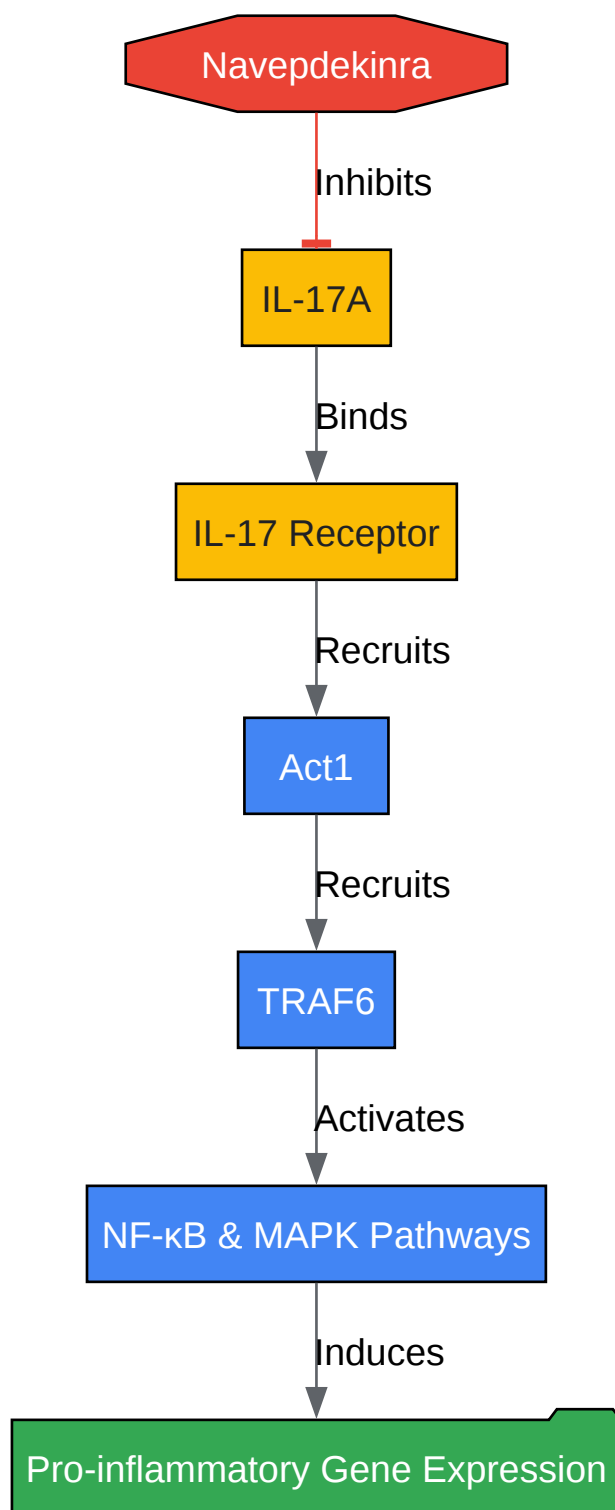 Navepdekinra
Inhibits
IL-17A
Binds
IL-17 Receptor
Recruits
Act1
Recruits
TRAF6
Activates
NF-κB & MAPK Pathways
Induces
Pro-inflammatory Gene Expression